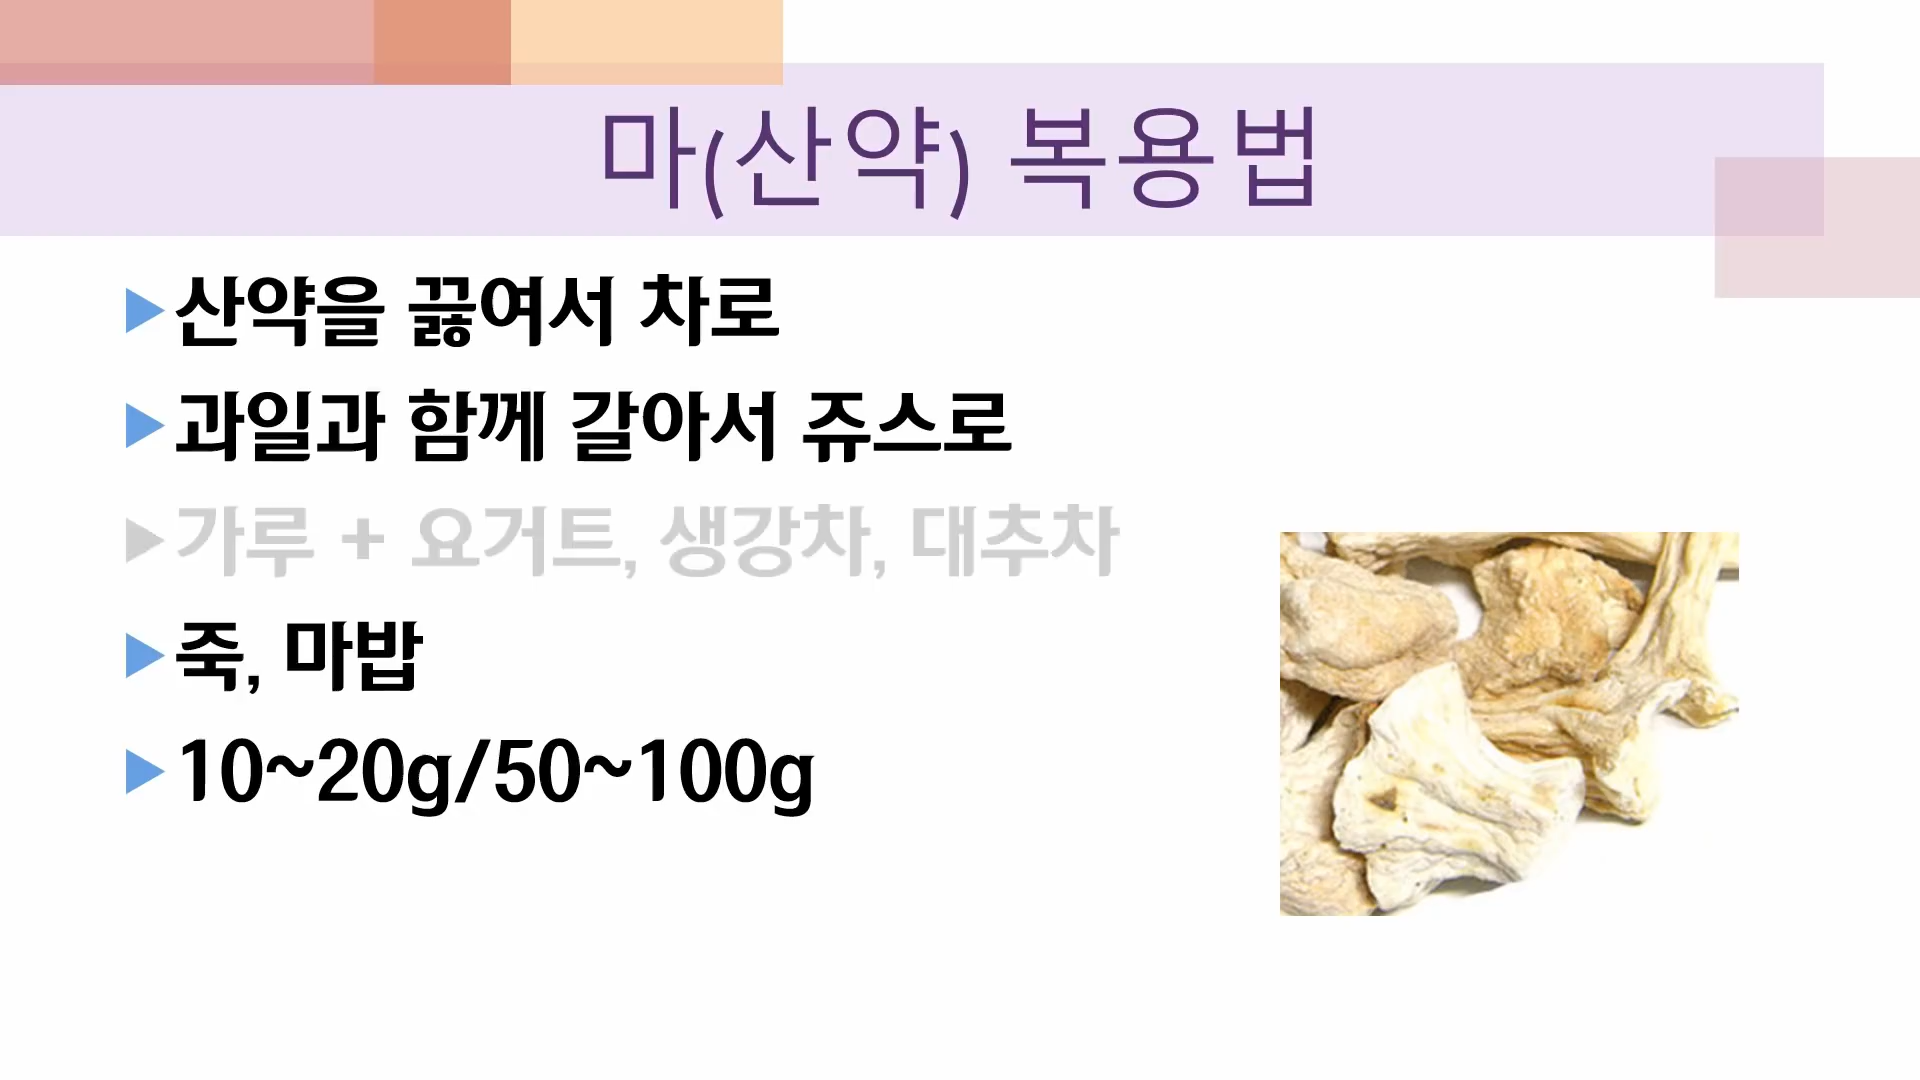 마(산약) 복용법
산약을 끓여서 차로
과일과 함께 갈아서 쥬스로
가루 + 요거트, 생강차, 대추차
죽, 마밥
10~20g/50~100g